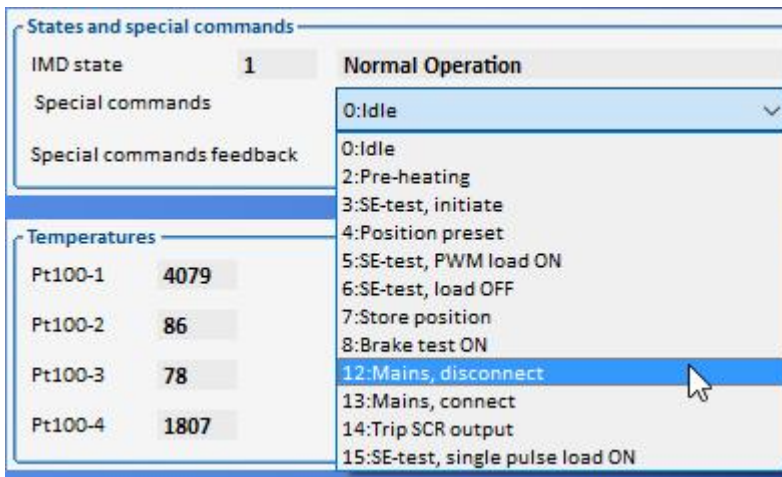 States and special commands
IMD state 1 Normal Operation
Special commands 0:Idle
Special commands feedback
0:Idle
2:Pre-heating
3:SE-test, initiate
4:Position preset
5:SE-test, PWM load ON
6:SE-test, load OFF
7:Store position
8:Brake test ON
12:Mains, disconnect
13:Mains, connect
14:Trip SCR output
15:SE-test, single pulse load ON
Temperatures
Pt100-1 4079
Pt100-2 86
Pt100-3 78
Pt100-4 1807